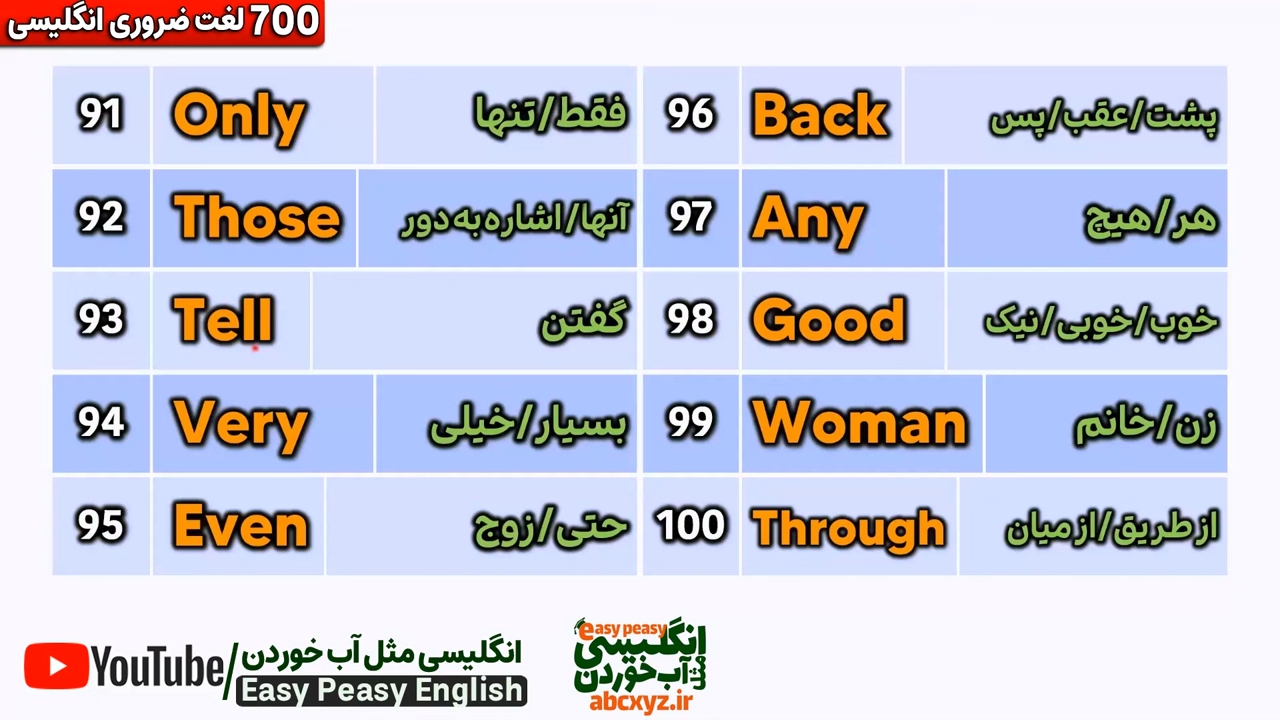 700 لغت ضروری انگلیسی
91 Only فقط/تنها
92 Those آنها/اشاره به دور
93 Tell گفتن
94 Very بسیار/خیلی
95 Even حتی/زوج
96 Back پشت/عقب/پس
97 Any هر/هیچ
98 Good خوب/خوبی/نیک
99 Woman زن/خانم
100 Through از طریق/از میان
YouTube/انگلیسی مثل آب خوردن
Easy Peasy English
easy peasy
انگلیسی
مثل آب خوردن
abcxyz.ir